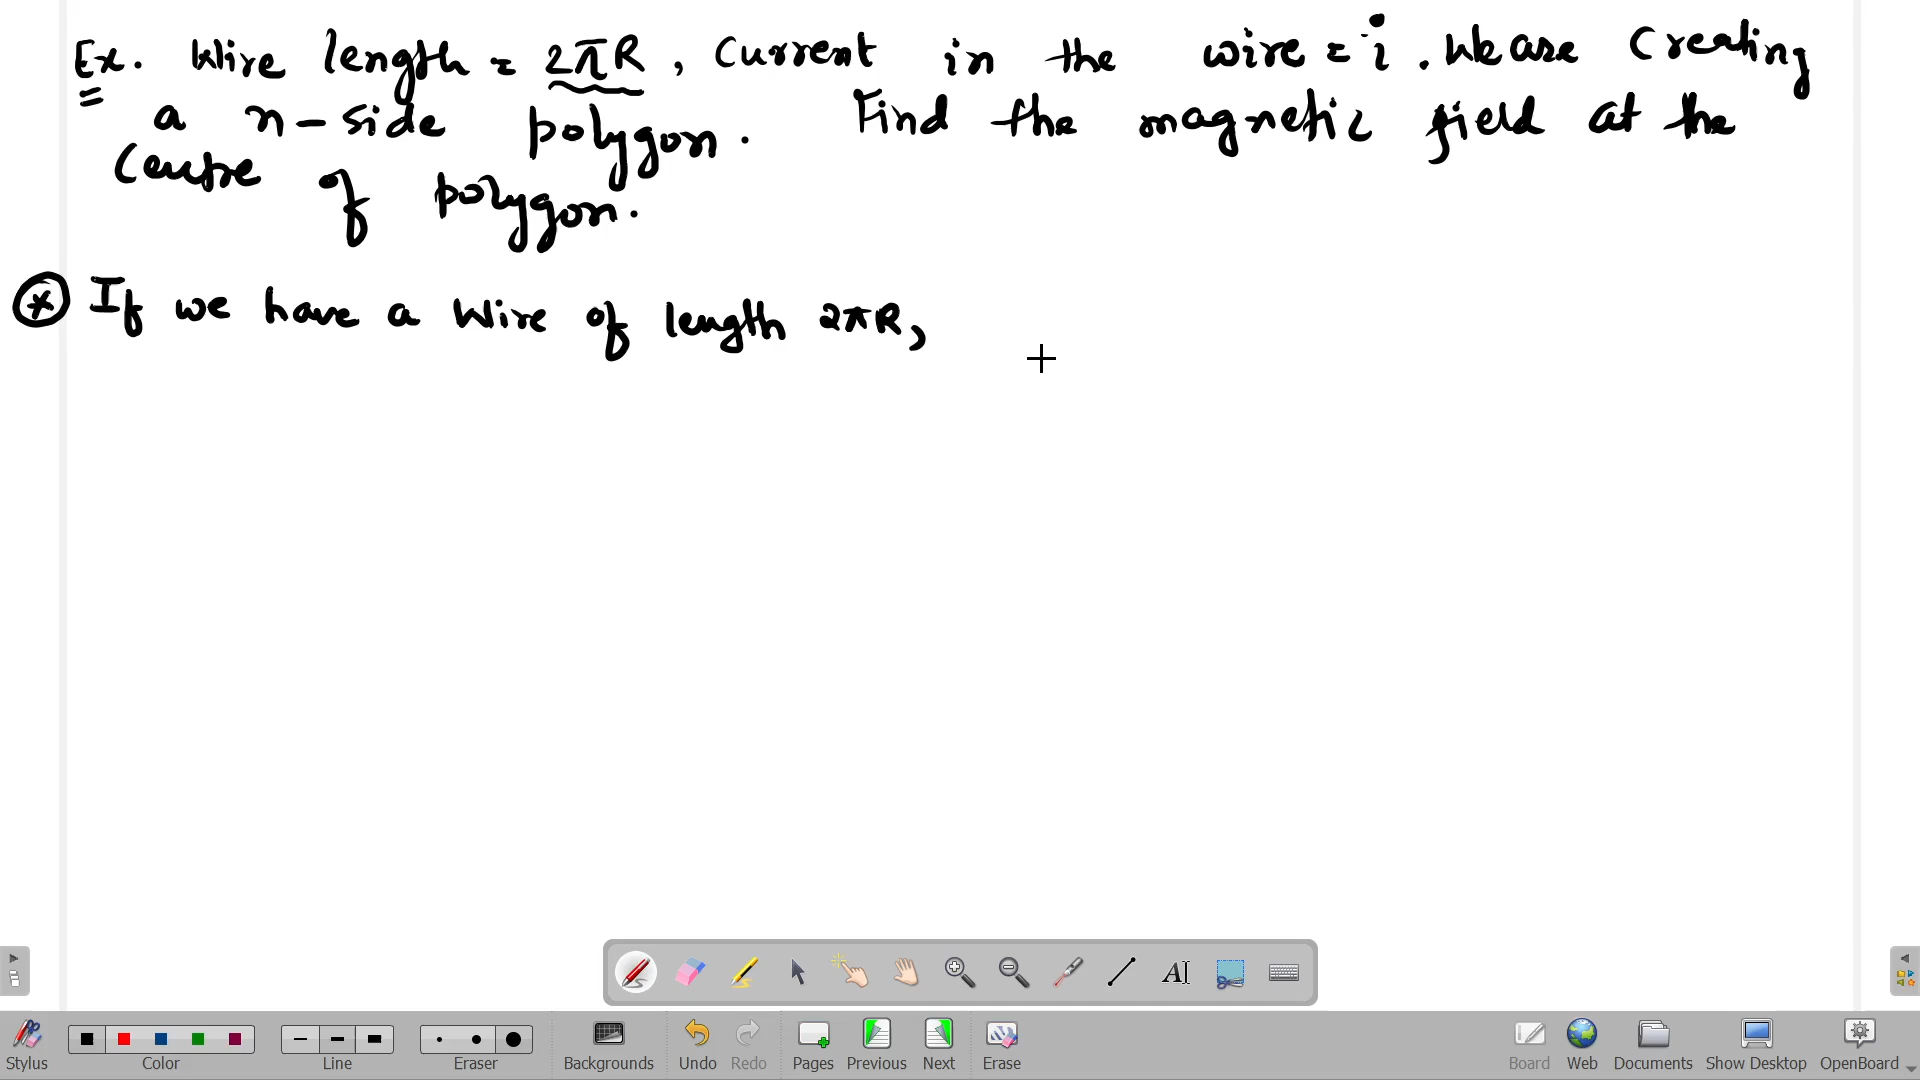 Ex. Wire length = 2πR, Current in the wire = i. We are Creating
a n-side polygon. Find the magnetic field at the
Centre of polygon.
* If we have a wire of length 2πR,
AI
Stylus Color Line Eraser Backgrounds Undo Redo Pages Previous Next Erase Board Web Documents Show Desktop OpenBoard